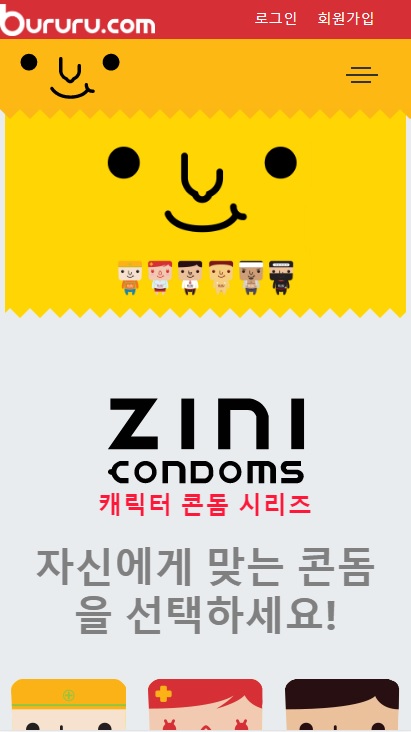 bururu.com
로그인 회원가입
ZINI
CONDOMS
캐릭터 콘돔 시리즈
자신에게 맞는 콘돔
을 선택하세요!